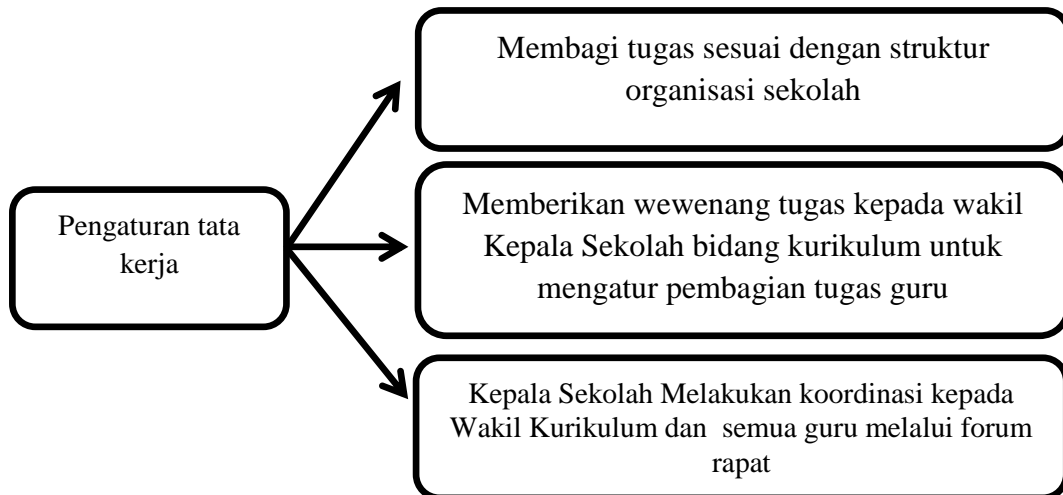 Membagi tugas sesuai dengan struktur
organisasi sekolah
Pengaturan tata
kerja
Memberikan wewenang tugas kepada wakil
Kepala Sekolah bidang kurikulum untuk
mengatur pembagian tugas guru
Kepala Sekolah Melakukan koordinasi kepada
Wakil Kurikulum dan  semua guru melalui forum
rapat